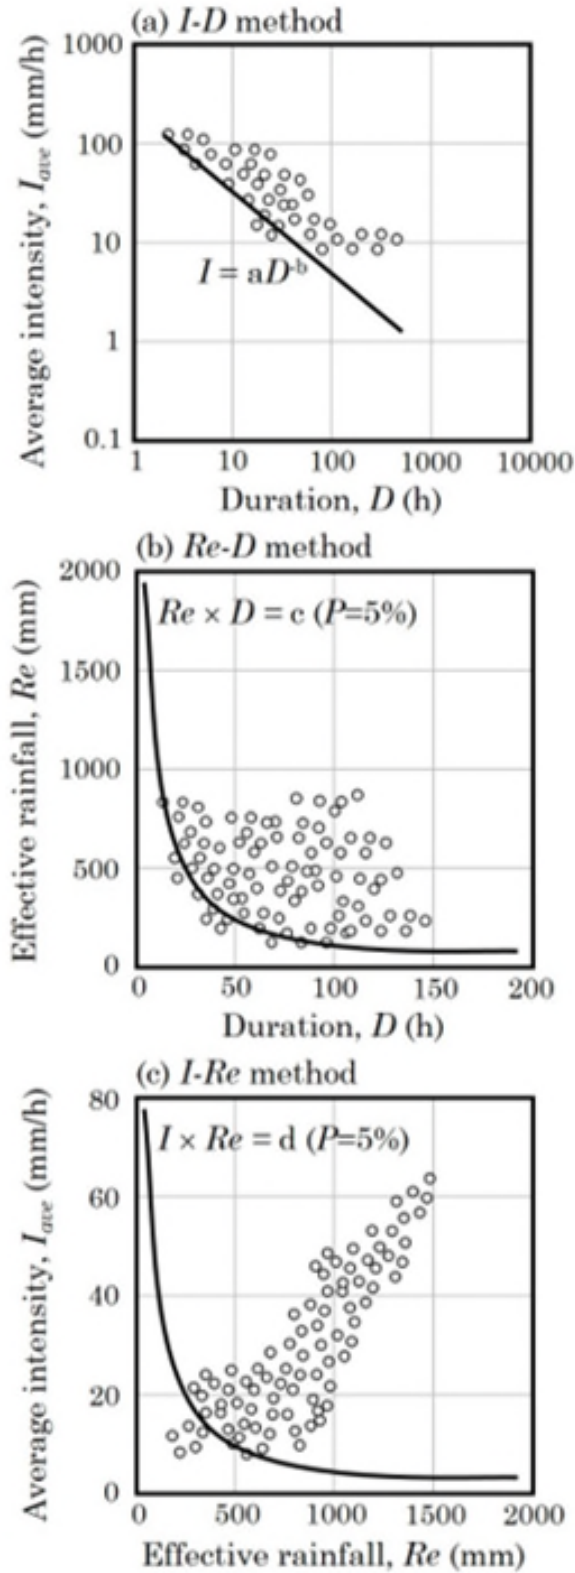 (a) I-D method
1000
100
10
1
0.1
Average intensity, Iave (mm/h)
I = aD-b
1 10 100 1000 10000
Duration, D (h)
(b) Re-D method
2000
1500
1000
500
0
Effective rainfall, Re (mm)
Re × D = c (P=5%)
0 50 100 150 200
Duration, D (h)
(c) I-Re method
80
60
40
20
0
Average intensity, Iave (mm/h)
I × Re = d (P=5%)
0 500 1000 1500 2000
Effective rainfall, Re (mm)